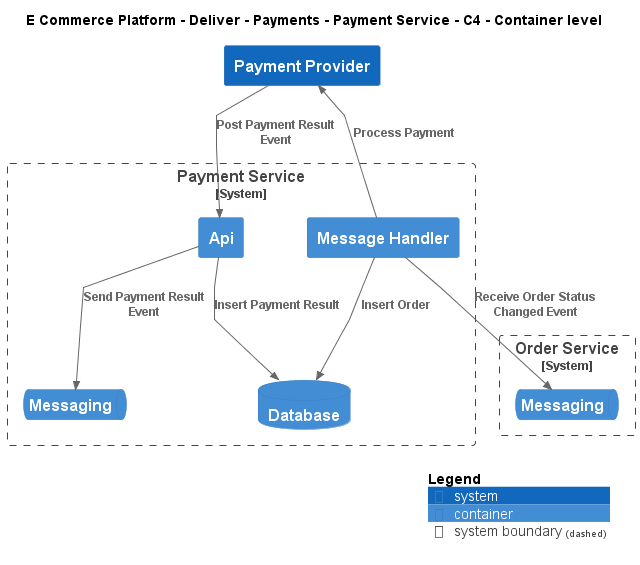 E Commerce Platform - Deliver - Payments - Payment Service - C4 - Container level
Payment Provider
Post Payment Result
Event
Process Payment
Payment Service
[System]
Api
Message Handler
Send Payment Result
Event
Insert Payment Result
Insert Order
Receive Order Status
Changed Event
Order Service
[System]
Messaging
Database
Messaging
Legend
system
container
system boundary (dashed)